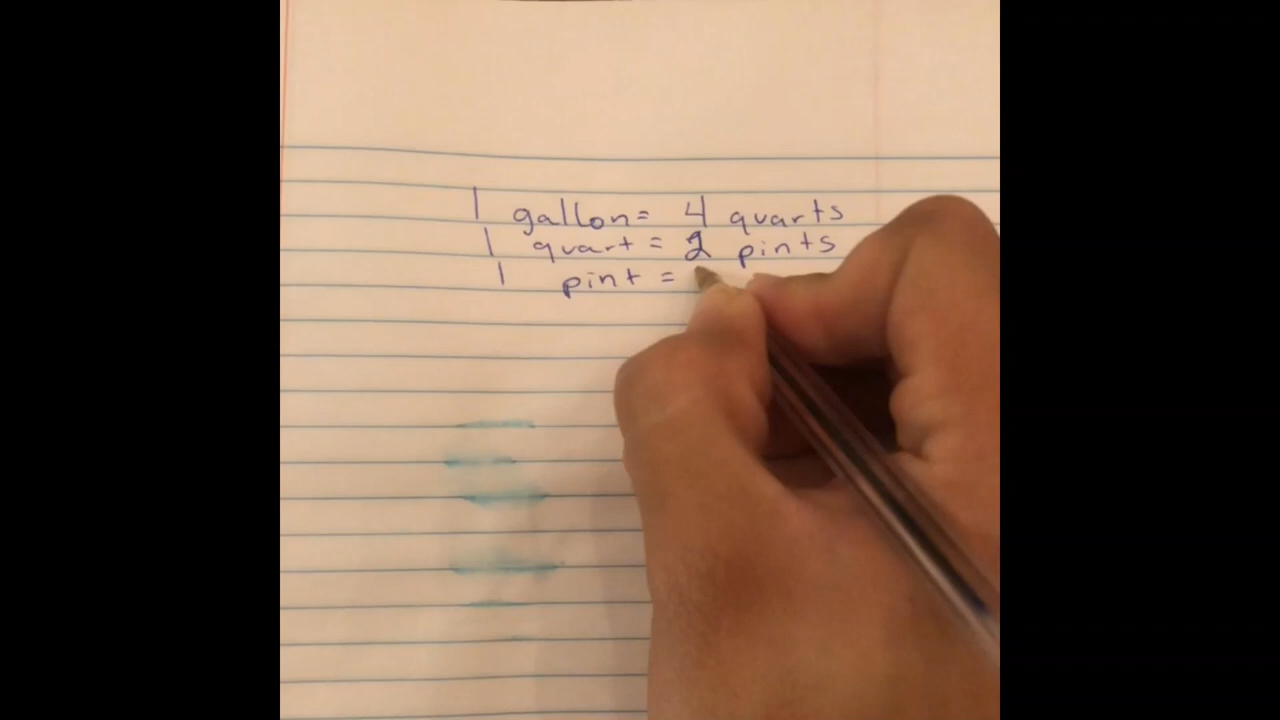 1 gallon = 4 quarts
1 quart = 2 pints
1 pint =